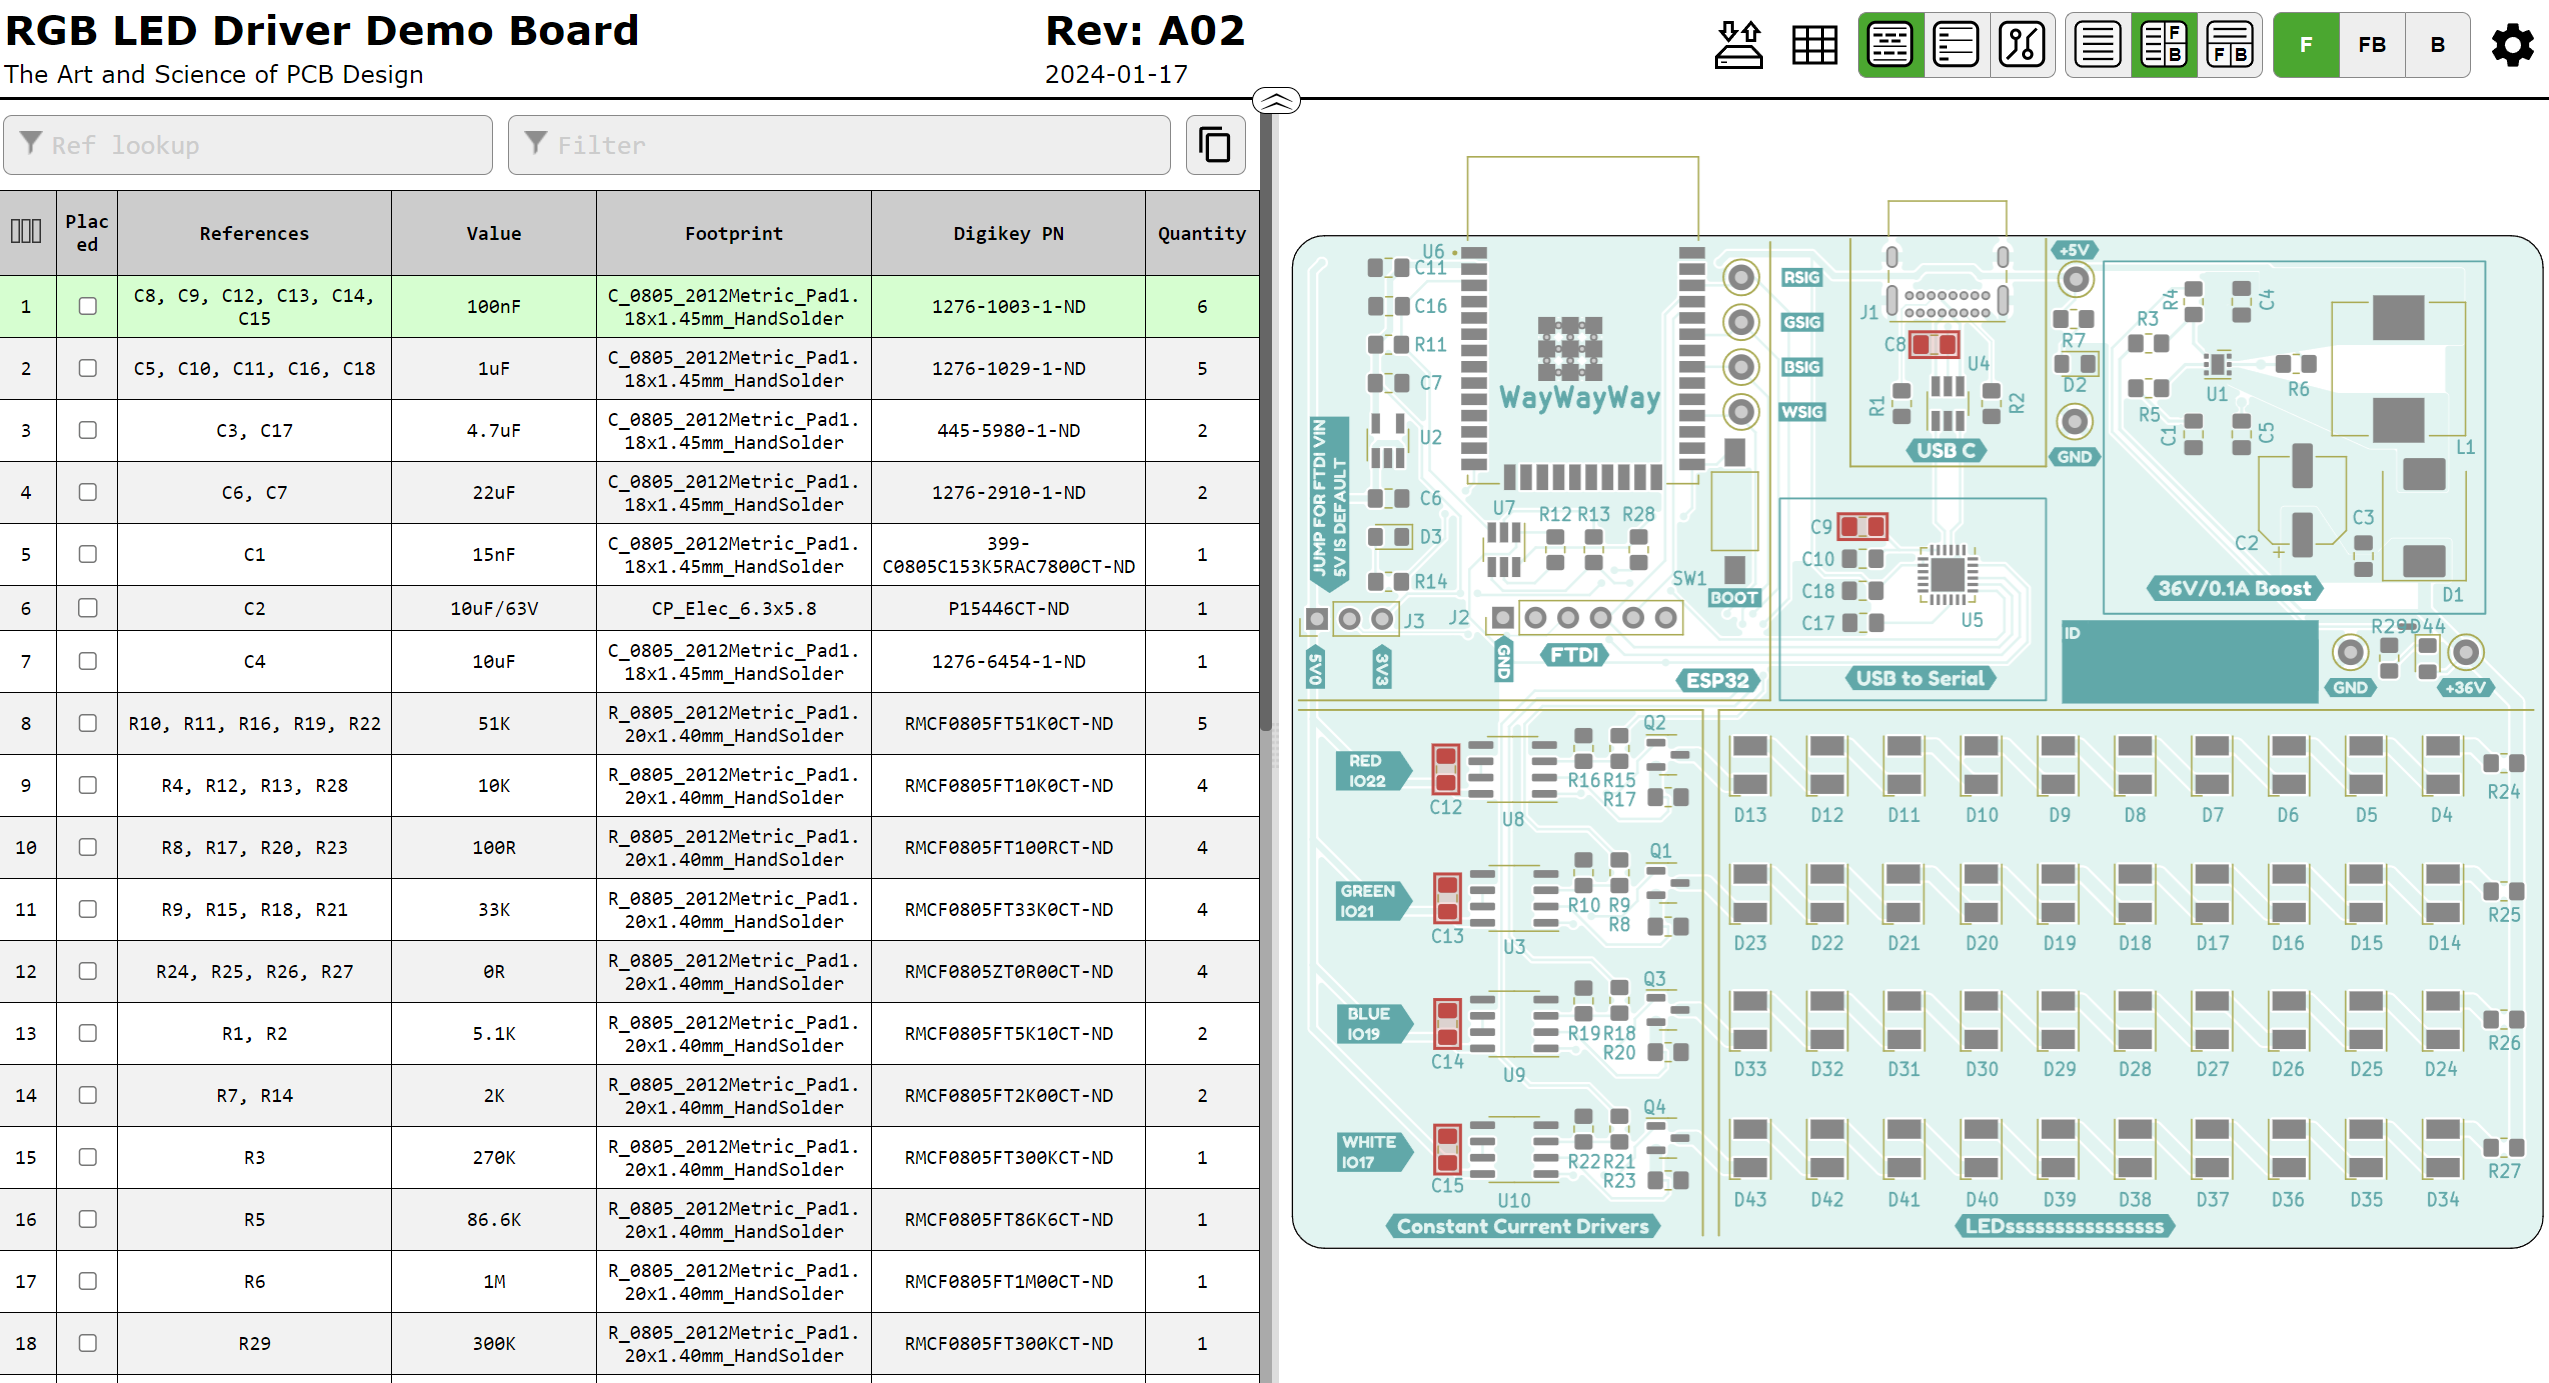 RGB LED Driver Demo Board
Rev: A02
The Art and Science of PCB Design
2024-01-17
F
B
F B
F
FB
B
Ref lookup
Filter
Plac
ed
References
Value
Footprint
Digikey PN
Quantity
1
C8, C9, C12, C13, C14,
C15
100nF
C_0805_2012Metric_Pad1.
18x1.45mm_HandSolder
1276-1003-1-ND
6
2
C5, C10, C11, C16, C18
1uF
C_0805_2012Metric_Pad1.
18x1.45mm_HandSolder
1276-1029-1-ND
5
3
C3, C17
4.7uF
C_0805_2012Metric_Pad1.
18x1.45mm_HandSolder
445-5980-1-ND
2
4
C6, C7
22uF
C_0805_2012Metric_Pad1.
18x1.45mm_HandSolder
1276-2910-1-ND
2
5
C1
15nF
C_0805_2012Metric_Pad1.
18x1.45mm_HandSolder
399-
C0805C153K5RAC7800CT-ND
1
6
C2
10uF/63V
CP_Elec_6.3x5.8
P15446CT-ND
1
7
C4
10uF
C_0805_2012Metric_Pad1.
18x1.45mm_HandSolder
1276-6454-1-ND
1
8
R10, R11, R16, R19, R22
51K
R_0805_2012Metric_Pad1.
20x1.40mm_HandSolder
RMCF0805FT51K0CT-ND
5
9
R4, R12, R13, R28
10K
R_0805_2012Metric_Pad1.
20x1.40mm_HandSolder
RMCF0805FT10K0CT-ND
4
10
R8, R17, R20, R23
100R
R_0805_2012Metric_Pad1.
20x1.40mm_HandSolder
RMCF0805FT100RCT-ND
4
11
R9, R15, R18, R21
33K
R_0805_2012Metric_Pad1.
20x1.40mm_HandSolder
RMCF0805FT33K0CT-ND
4
12
R24, R25, R26, R27
0R
R_0805_2012Metric_Pad1.
20x1.40mm_HandSolder
RMCF0805ZT0R00CT-ND
4
13
R1, R2
5.1K
R_0805_2012Metric_Pad1.
20x1.40mm_HandSolder
RMCF0805FT5K10CT-ND
2
14
R7, R14
2K
R_0805_2012Metric_Pad1.
20x1.40mm_HandSolder
RMCF0805FT2K00CT-ND
2
15
R3
270K
R_0805_2012Metric_Pad1.
20x1.40mm_HandSolder
RMCF0805FT300KCT-ND
1
16
R5
86.6K
R_0805_2012Metric_Pad1.
20x1.40mm_HandSolder
RMCF0805FT86K6CT-ND
1
17
R6
1M
R_0805_2012Metric_Pad1.
20x1.40mm_HandSolder
RMCF0805FT1M00CT-ND
1
18
R29
300K
R_0805_2012Metric_Pad1.
20x1.40mm_HandSolder
RMCF0805FT300KCT-ND
1
U6
C11
C16
R11
C7
U2
C6
D3
R14
JUMP FOR FTDI VIN
5V IS DEFAULT
J3
5V0
3V3
WayWayWay
RSIG
GSIG
BSIG
WSIG
U7
R12 R13 R28
SW1
BOOT
J2
GND
FTDI
ESP32
J1
C8
U4
R1
R2
USB C
+5V
R7
D2
GND
R4
C4
R3
U1
R6
R5
C1
C5
L1
C2
+
C3
D1
36V/0.1A Boost
C9
C10
C18
C17
U5
USB to Serial
ID
R29 D44
GND
+36V
RED
IO22
C12
U8
R16 R15
R17
Q2
D13 D12 D11 D10 D9 D8 D7 D6 D5 D4
R24
GREEN
IO21
C13
U3
R10 R9
R8
Q1
D23 D22 D21 D20 D19 D18 D17 D16 D15 D14
R25
BLUE
IO19
C14
U9
R19 R18
R20
Q3
D33 D32 D31 D30 D29 D28 D27 D26 D25 D24
R26
WHITE
IO17
C15
U10
R22 R21
R23
Q4
D43 D42 D41 D40 D39 D38 D37 D36 D35 D34
R27
Constant Current Drivers
LEDssssssssssssssss